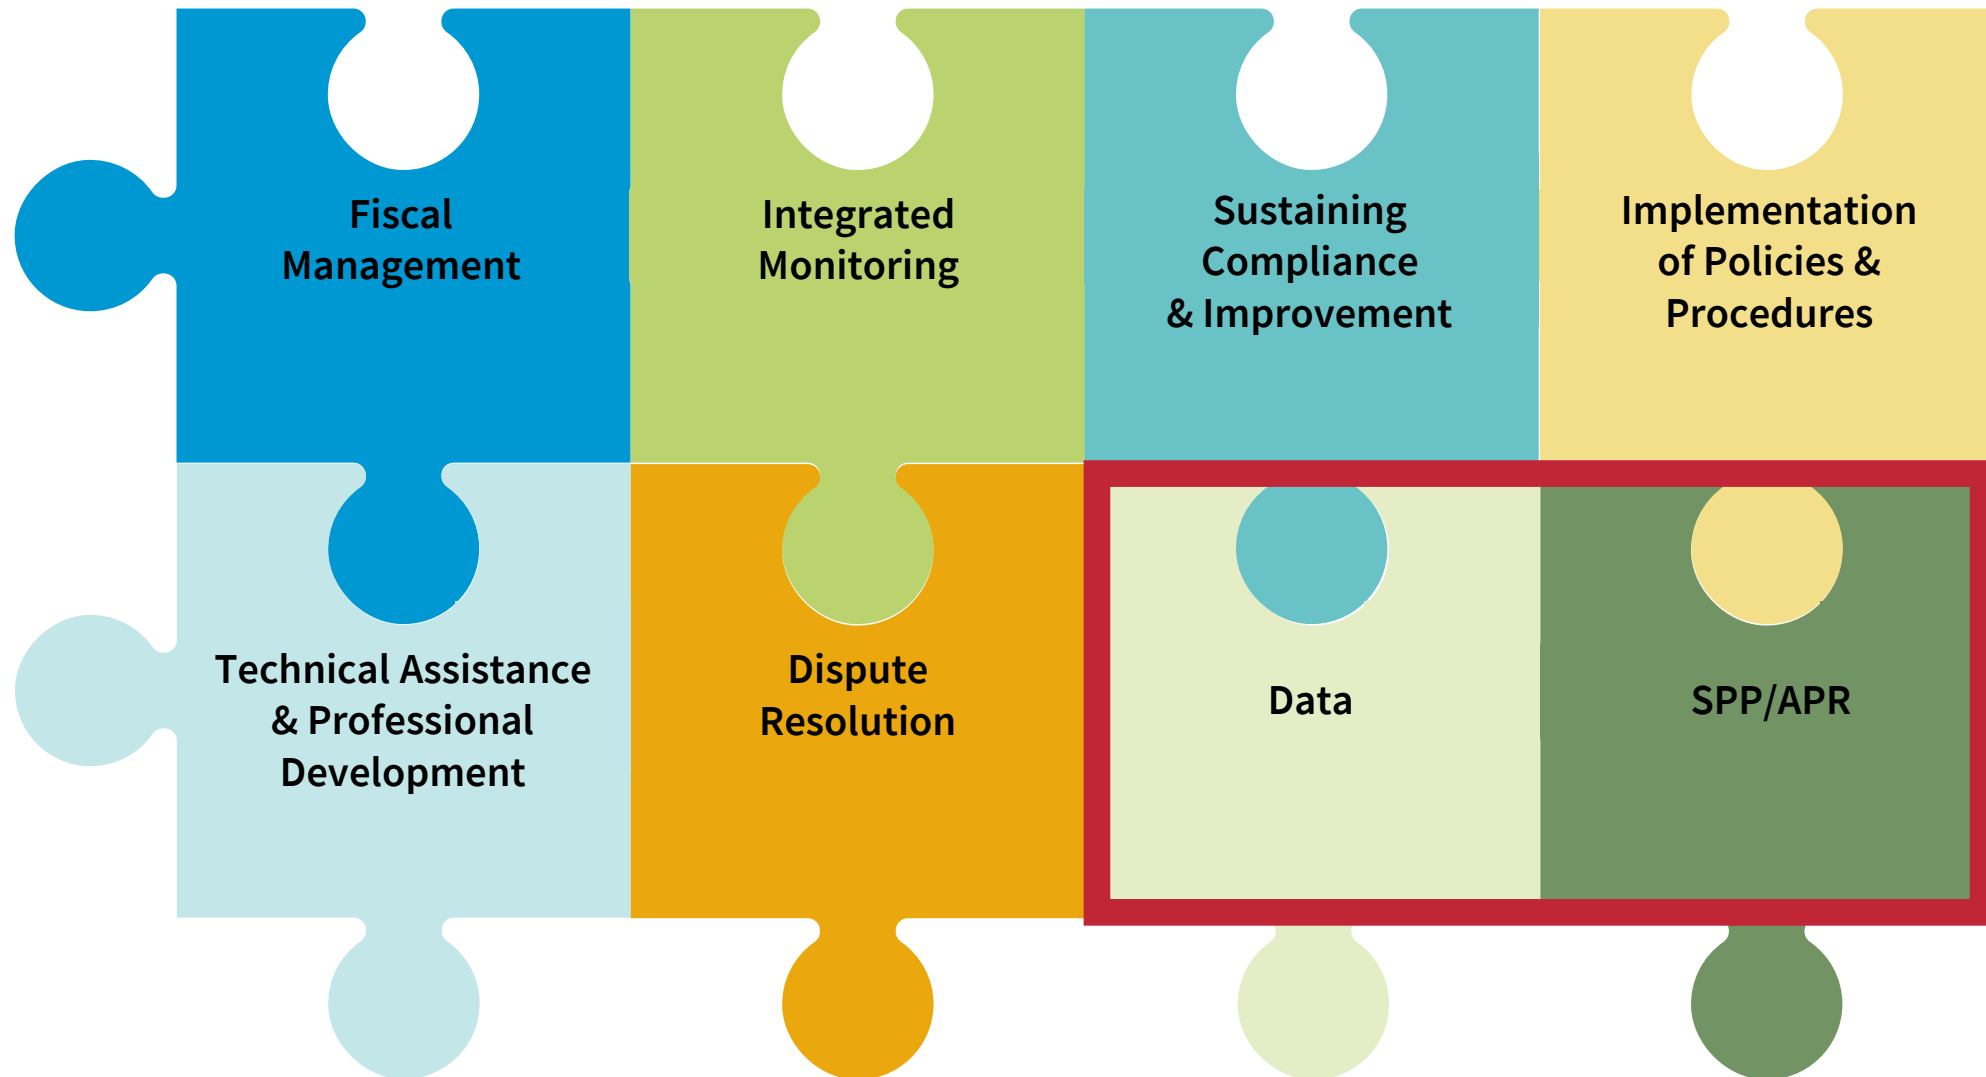 Fiscal
Management
Integrated
Monitoring
Sustaining
Compliance
& Improvement
Implementation
of Policies &
Procedures
Technical Assistance
& Professional
Development
Dispute
Resolution
Data
SPP/APR